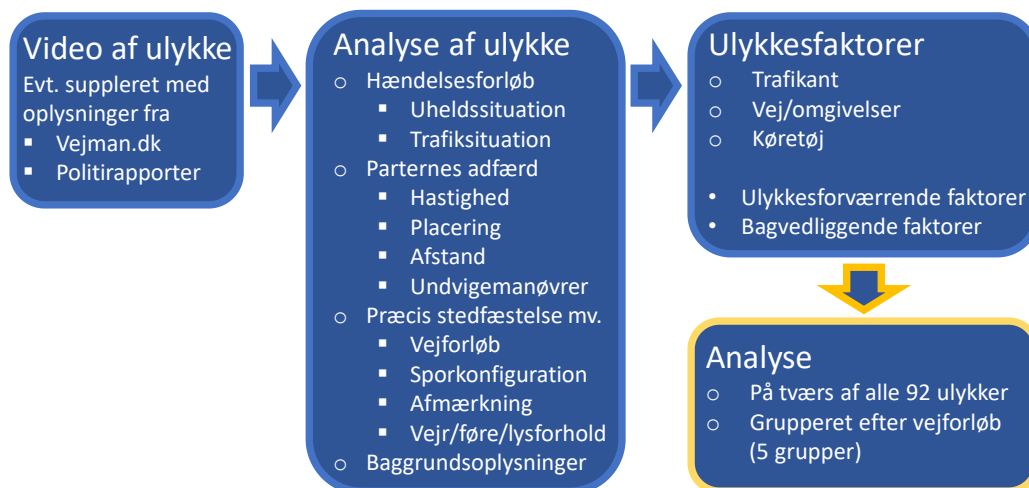 Video af ulykke
Evt. suppleret med
oplysninger fra
▪ Vejman.dk
▪ Politirapporter
Analyse af ulykke
o Hændelsesforløb
▪ Uheldssituation
▪ Trafiksituation
o Parternes adfærd
▪ Hastighed
▪ Placering
▪ Afstand
▪ Undvigemanøvrer
o Præcis stedfæstelse mv.
▪ Vejforløb
▪ Sporkonfiguration
▪ Afmærkning
▪ Vejr/føre/lysforhold
o Baggrundsoplysninger
Ulykkesfaktorer
o Trafikant
o Vej/omgivelser
o Køretøj
• Ulykkesforværrende faktorer
• Bagvedliggende faktorer
Analyse
o På tværs af alle 92 ulykker
o Grupperet efter vejforløb
(5 grupper)